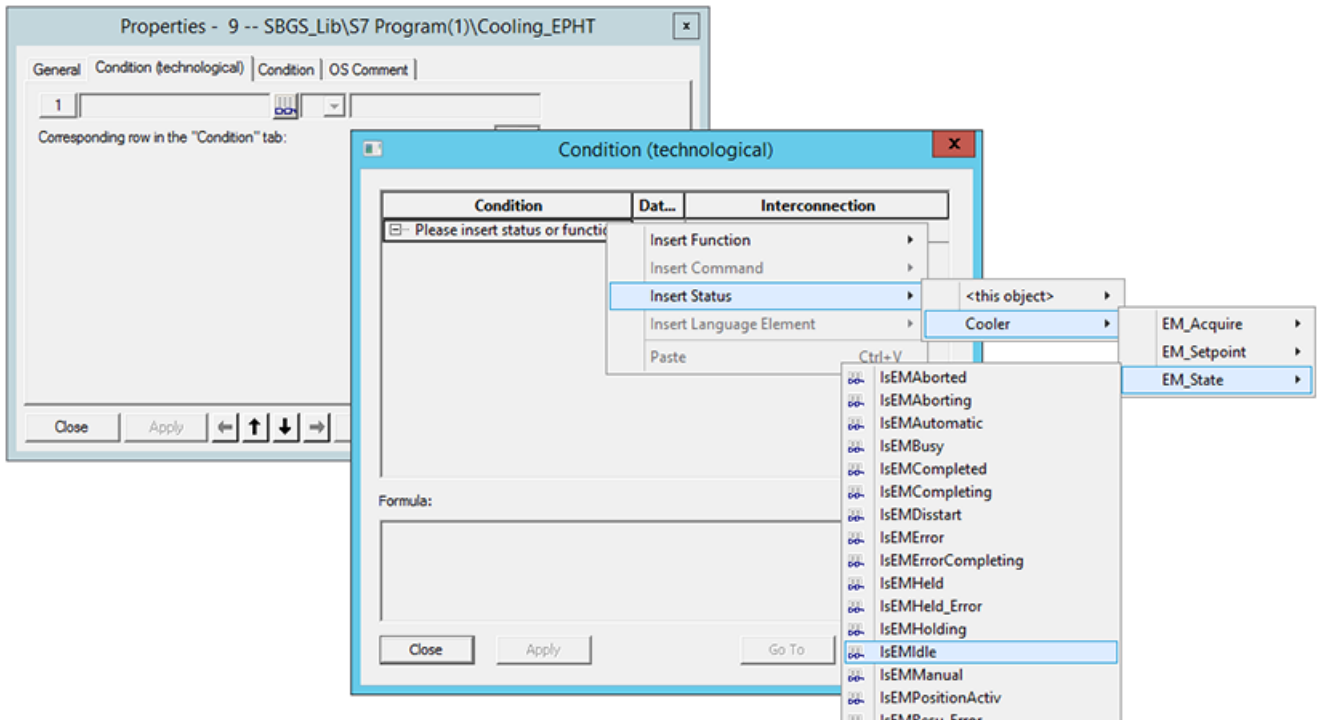 Properties - 9 -- SBGS_Lib\S7 Program(1)\Cooling_EPHT
x
General Condition (technological) Condition OS Comment
1
Corresponding row in the "Condition" tab:
Close Apply
Condition (technological)
x
Condition Dat... Interconnection
Please insert status or functio
Insert Function
Insert Command
Insert Status
Insert Language Element
Paste Ctrl+V
<this object>
Cooler
EM_Acquire
EM_Setpoint
EM_State
IsEMAborted
IsEMAborting
IsEMAutomatic
IsEMBusy
IsEMCompleted
IsEMCompleting
IsEMDisstart
IsEMError
IsEMErrorCompleting
IsEMHeld
IsEMHeld_Error
IsEMHolding
IsEMIdle
IsEMManual
IsEMPositionActiv
Formula:
Close Apply Go To